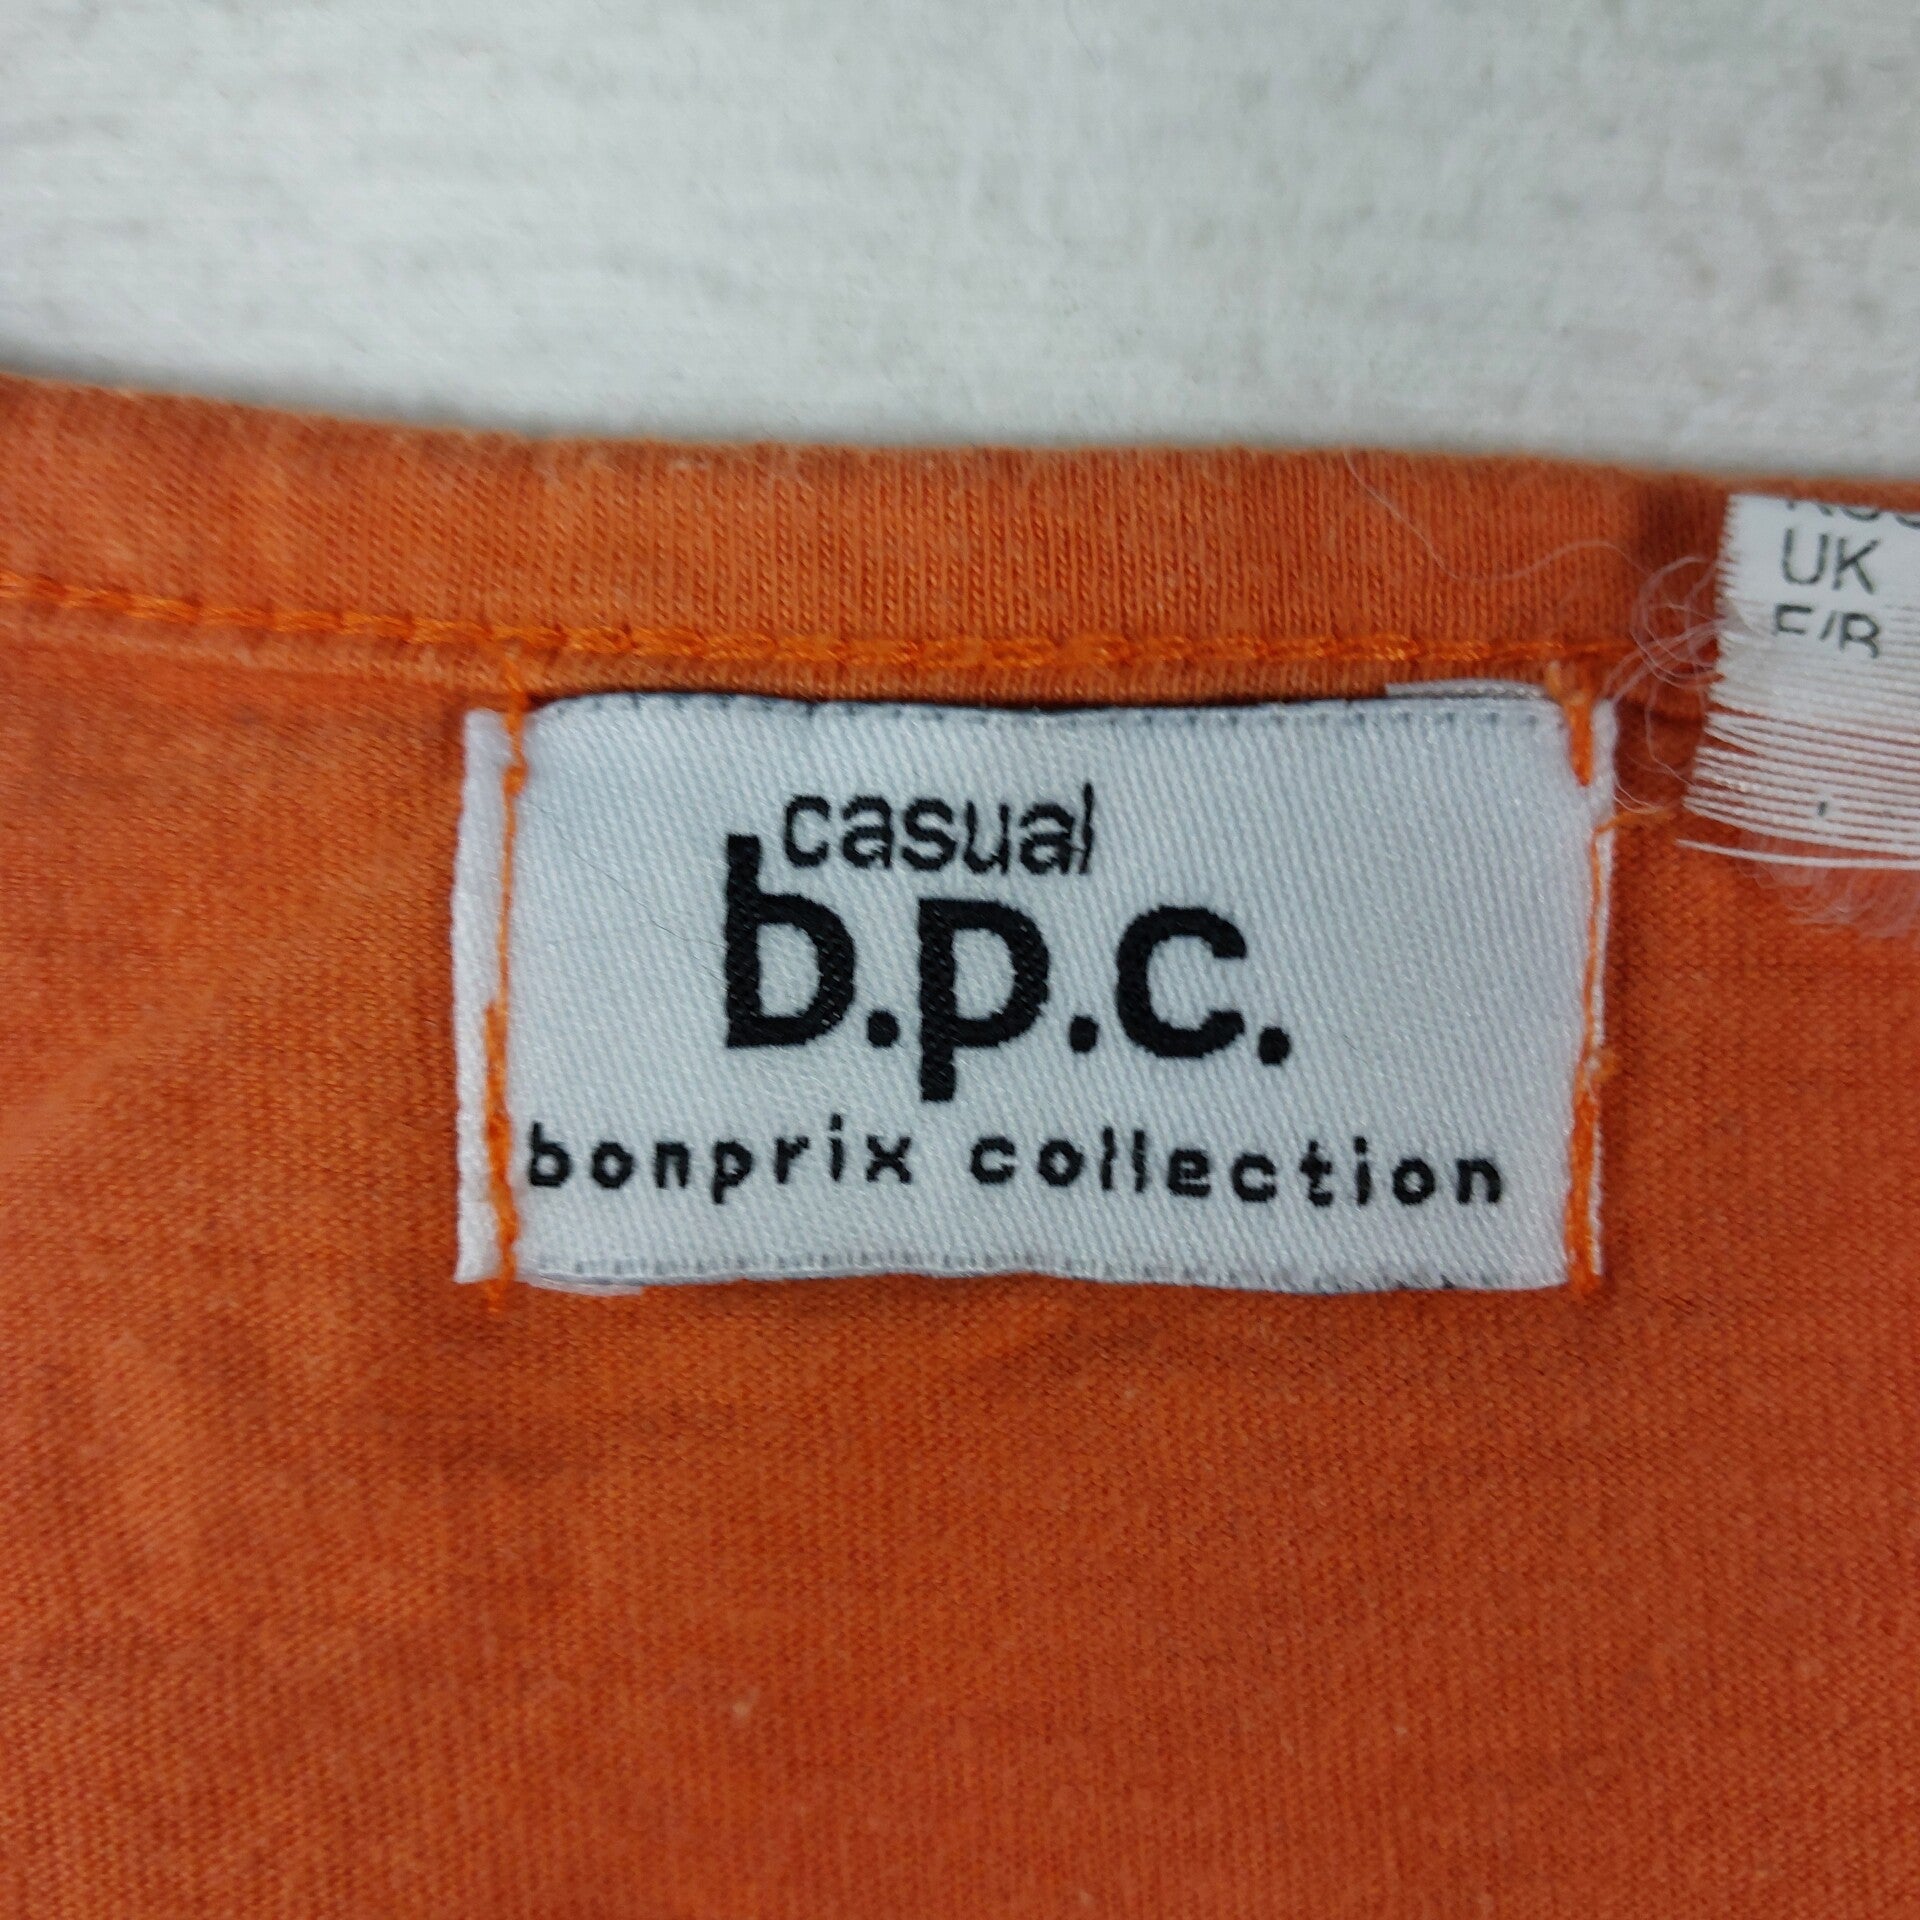 casual
b.p.c.
bonprix collection
UK
F/B